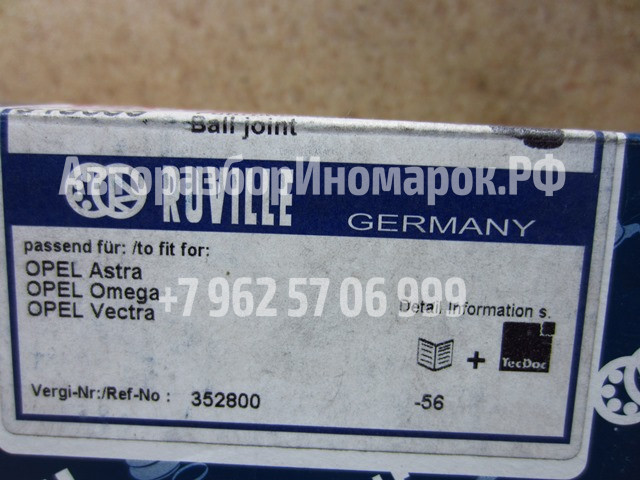 Ball joint
АвторазборИномарок.РФ
RUVILLE
GERMANY
passend für: /to fit for:
OPEL Astra
OPEL Omega
OPEL Vectra
+7 962 57 06 999
Detail Information s.
+ TecDoc
Vergl-Nr:/Ref-No : 352800 -56